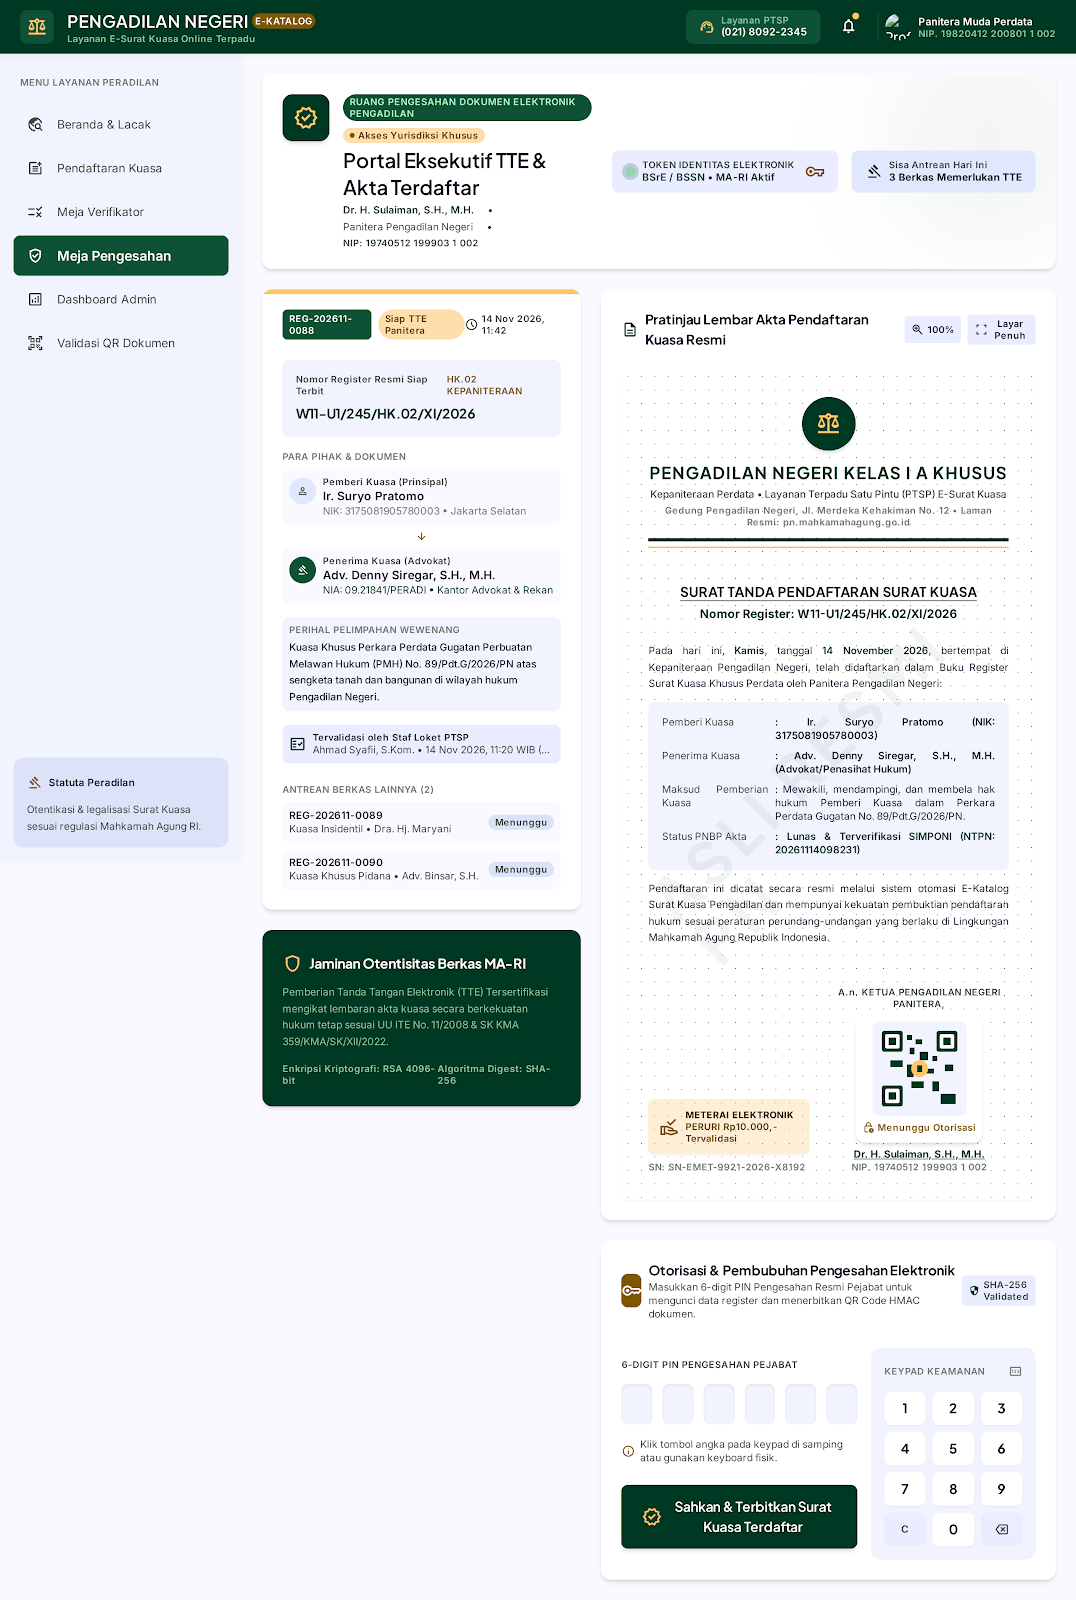 PENGADILAN NEGERI E-KATALOG
Layanan E-Surat Kuasa Online Terpadu
Layanan PTSP
(021) 8092-2345
Panitera Muda Perdata
NIP. 19820412 200801 1 002
MENU LAYANAN PERADILAN
Beranda & Lacak
Pendaftaran Kuasa
Meja Verifikator
Meja Pengesahan
Dashboard Admin
Validasi QR Dokumen
Statuta Peradilan
Otentikasi & legalisasi Surat Kuasa
sesuai regulasi Mahkamah Agung RI.
RUANG PENGESAHAN DOKUMEN ELEKTRONIK
PENGADILAN
Akses Yurisdiksi Khusus
Portal Eksekutif TTE &
Akta Terdaftar
Dr. H. Sulaiman, S.H., M.H. •
Panitera Pengadilan Negeri •
NIP: 19740512 199903 1 002
TOKEN IDENTITAS ELEKTRONIK
BSrE / BSSN • MA-RI Aktif
Sisa Antrean Hari Ini
3 Berkas Memerlukan TTE
REG-202611-
0088
Siap TTE
Panitera
14 Nov 2026,
11:42
Nomor Register Resmi Siap
Terbit
HK.02
KEPANITERAAN
W11-U1/245/HK.02/XI/2026
PARA PIHAK & DOKUMEN
Pemberi Kuasa (Prinsipal)
Ir. Suryo Pratomo
NIK: 3175081905780003 • Jakarta Selatan
Penerima Kuasa (Advokat)
Adv. Denny Siregar, S.H., M.H.
NIA: 09.21841/PERADI • Kantor Advokat & Rekan
PERIHAL PELIMPAHAN WEWENANG
Kuasa Khusus Perkara Perdata Gugatan Perbuatan
Melawan Hukum (PMH) No. 89/Pdt.G/2026/PN atas
sengketa tanah dan bangunan di wilayah hukum
Pengadilan Negeri.
Tervalidasi oleh Staf Loket PTSP
Ahmad Syafii, S.Kom. • 14 Nov 2026, 11:20 WIB (...
ANTREAN BERKAS LAINNYA (2)
REG-202611-0089
Kuasa Insidentil • Dra. Hj. Maryani
Menunggu
REG-202611-0090
Kuasa Khusus Pidana • Adv. Binsar, S.H.
Menunggu
Jaminan Otentisitas Berkas MA-RI
Pemberian Tanda Tangan Elektronik (TTE) Tersertifikasi
mengikat lembaran akta kuasa secara berkekuatan
hukum tetap sesuai UU ITE No. 11/2008 & SK KMA
359/KMA/SK/XII/2022.
Enkripsi Kriptografi: RSA 4096-
bit
Algoritma Digest: SHA-
256
Pratinjau Lembar Akta Pendaftaran
Kuasa Resmi
100%
Layar
Penuh
PENGADILAN NEGERI KELAS I A KHUSUS
Kepaniteraan Perdata • Layanan Terpadu Satu Pintu (PTSP) E-Surat Kuasa
Gedung Pengadilan Negeri, Jl. Merdeka Kehakiman No. 12 • Laman
Resmi: pn.mahkamahagung.go.id
SURAT TANDA PENDAFTARAN SURAT KUASA
Nomor Register: W11-U1/245/HK.02/XI/2026
Pada hari ini, Kamis, tanggal 14 November 2026, bertempat di
Kepaniteraan Pengadilan Negeri, telah didaftarkan dalam Buku Register
Surat Kuasa Khusus Perdata oleh Panitera Pengadilan Negeri:
Pemberi Kuasa : Ir. Suryo Pratomo (NIK:
3175081905780003)
Penerima Kuasa : Adv. Denny Siregar, S.H., M.H.
(Advokat/Penasihat Hukum)
Maksud Pemberian : Mewakili, mendampingi, dan membela hak
Kuasa hukum Pemberi Kuasa dalam Perkara
Perdata Gugatan No. 89/Pdt.G/2026/PN.
Status PNBP Akta : Lunas & Terverifikasi SIMPONI (NTPN:
20261114098231)
Pendaftaran ini dicatat secara resmi melalui sistem otomasi E-Katalog
Surat Kuasa Pengadilan dan mempunyai kekuatan pembuktian pendaftaran
hukum sesuai peraturan perundang-undangan yang berlaku di Lingkungan
Mahkamah Agung Republik Indonesia.
A.n. KETUA PENGADILAN NEGERI
PANITERA,
Menunggu Otorisasi
METERAI ELEKTRONIK
PERURI Rp10.000,-
Tervalidasi
SN: SN-EMET-9921-2026-X8192
Dr. H. Sulaiman, S.H., M.H.
NIP. 19740512 199903 1 002
Otorisasi & Pembubuhan Pengesahan Elektronik
Masukkan 6-digit PIN Pengesahan Resmi Pejabat untuk
mengunci data register dan menerbitkan QR Code HMAC
dokumen.
SHA-256
Validated
6-DIGIT PIN PENGESAHAN PEJABAT
Klik tombol angka pada keypad di samping
atau gunakan keyboard fisik.
Sahkan & Terbitkan Surat
Kuasa Terdaftar
KEYPAD KEAMANAN
1 2 3
4 5 6
7 8 9
C 0